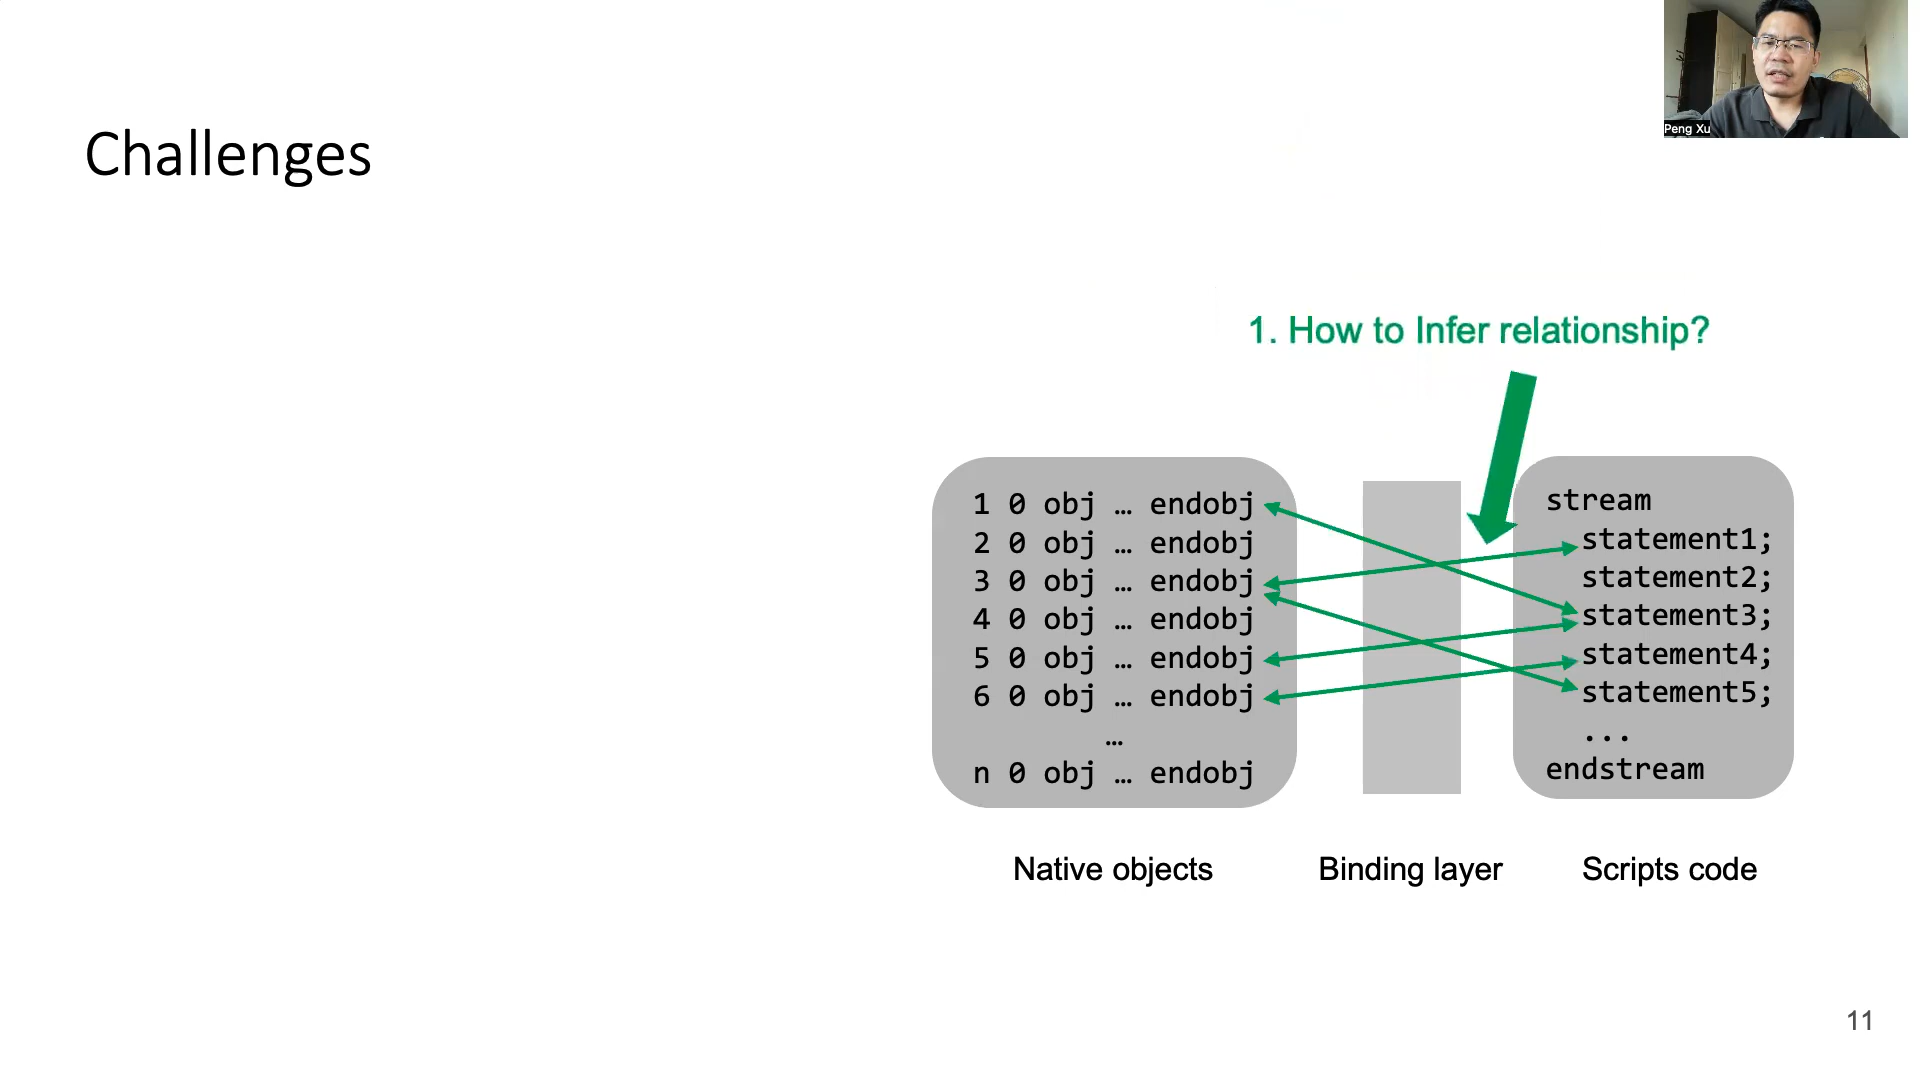 Peng Xu
Challenges
1. How to Infer relationship?
1 0 obj … endobj
2 0 obj … endobj
3 0 obj … endobj
4 0 obj … endobj
5 0 obj … endobj
6 0 obj … endobj
…
n 0 obj … endobj
stream
statement1;
statement2;
statement3;
statement4;
statement5;
...
endstream
Native objects
Binding layer
Scripts code
11